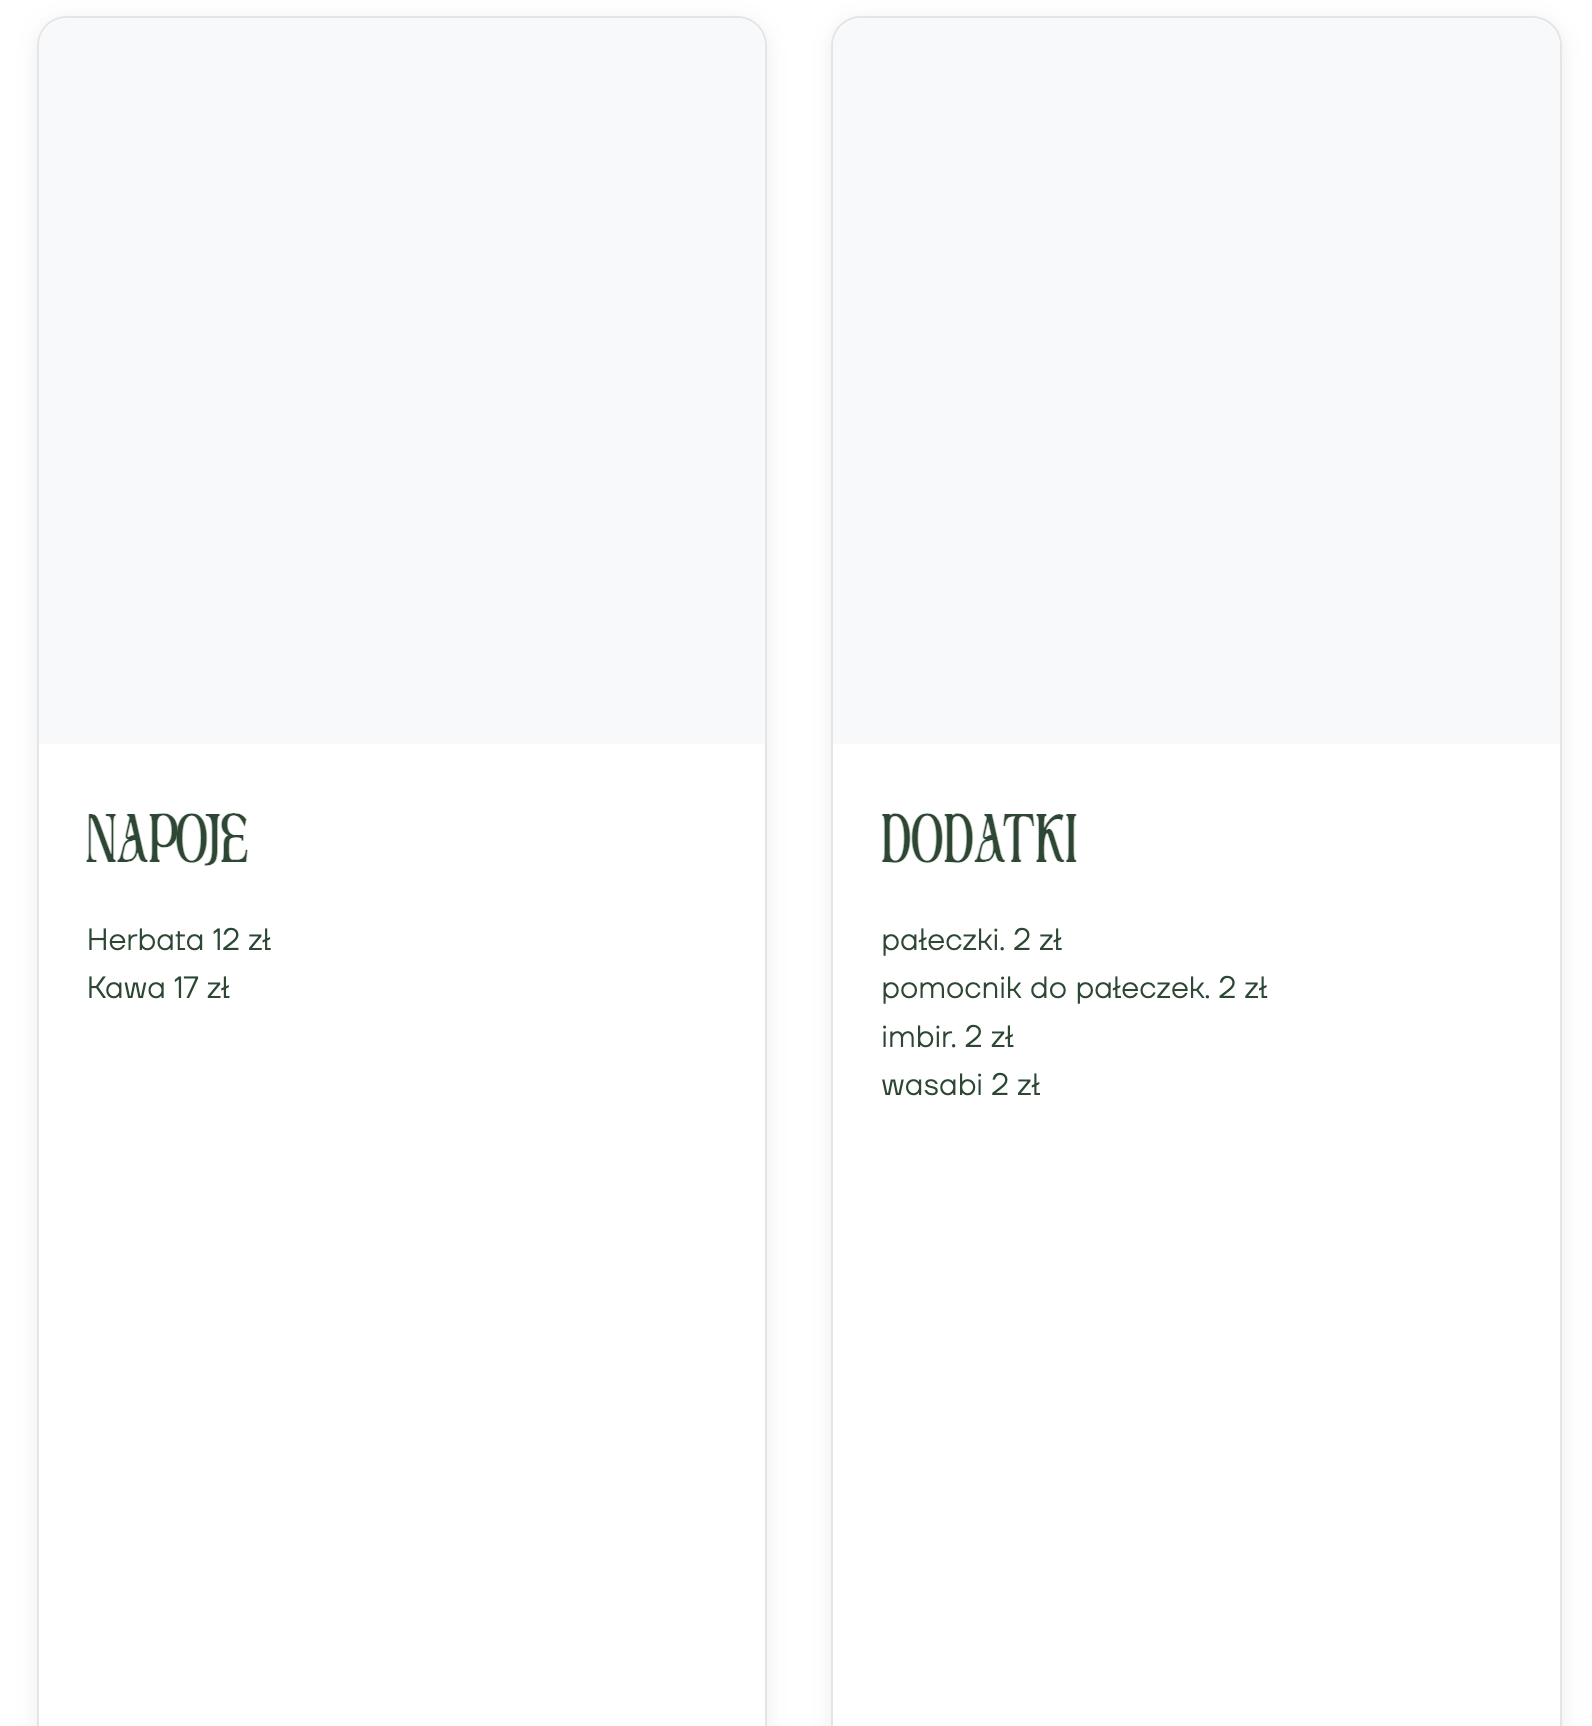 NAPOJE
Herbata 12 zł
Kawa 17 zł
DODATKI
pałeczki. 2 zł
pomocnik do pałeczek. 2 zł
imbir. 2 zł
wasabi 2 zł